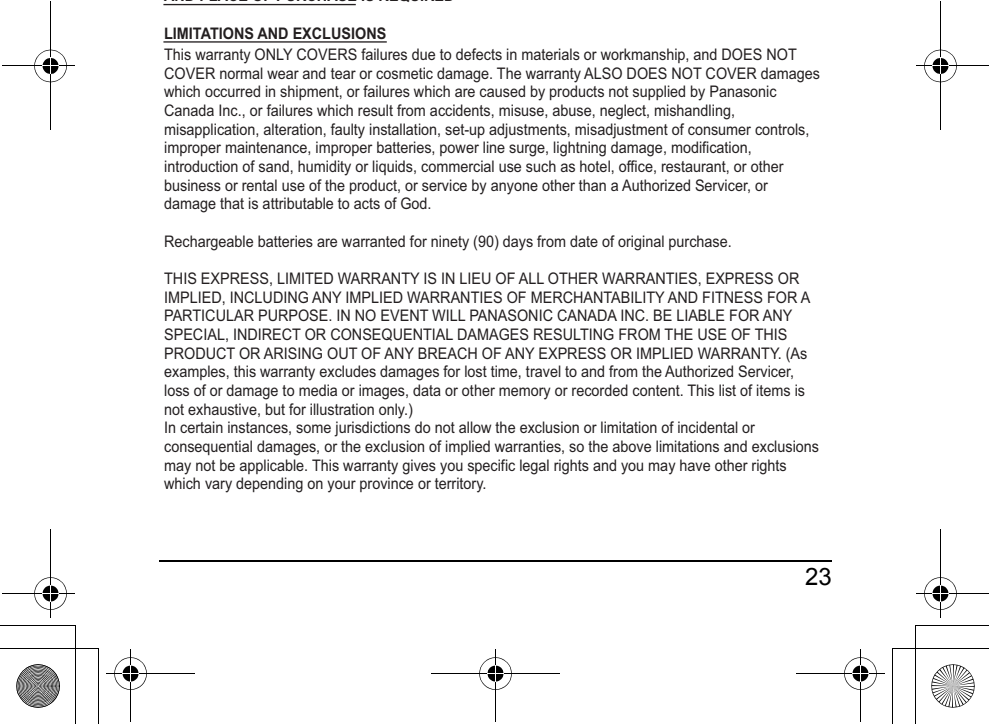 AND PLACE OF PURCHASE IS REQUIRED
LIMITATIONS AND EXCLUSIONS
This warranty ONLY COVERS failures due to defects in materials or workmanship, and DOES NOT
COVER normal wear and tear or cosmetic damage. The warranty ALSO DOES NOT COVER damages
which occurred in shipment, or failures which are caused by products not supplied by Panasonic
Canada Inc., or failures which result from accidents, misuse, abuse, neglect, mishandling,
misapplication, alteration, faulty installation, set-up adjustments, misadjustment of consumer controls,
improper maintenance, improper batteries, power line surge, lightning damage, modification,
introduction of sand, humidity or liquids, commercial use such as hotel, office, restaurant, or other
business or rental use of the product, or service by anyone other than a Authorized Servicer, or
damage that is attributable to acts of God.
Rechargeable batteries are warranted for ninety (90) days from date of original purchase.
THIS EXPRESS, LIMITED WARRANTY IS IN LIEU OF ALL OTHER WARRANTIES, EXPRESS OR
IMPLIED, INCLUDING ANY IMPLIED WARRANTIES OF MERCHANTABILITY AND FITNESS FOR A
PARTICULAR PURPOSE. IN NO EVENT WILL PANASONIC CANADA INC. BE LIABLE FOR ANY
SPECIAL, INDIRECT OR CONSEQUENTIAL DAMAGES RESULTING FROM THE USE OF THIS
PRODUCT OR ARISING OUT OF ANY BREACH OF ANY EXPRESS OR IMPLIED WARRANTY. (As
examples, this warranty excludes damages for lost time, travel to and from the Authorized Servicer,
loss of or damage to media or images, data or other memory or recorded content. This list of items is
not exhaustive, but for illustration only.)
In certain instances, some jurisdictions do not allow the exclusion or limitation of incidental or
consequential damages, or the exclusion of implied warranties, so the above limitations and exclusions
may not be applicable. This warranty gives you specific legal rights and you may have other rights
which vary depending on your province or territory.
23